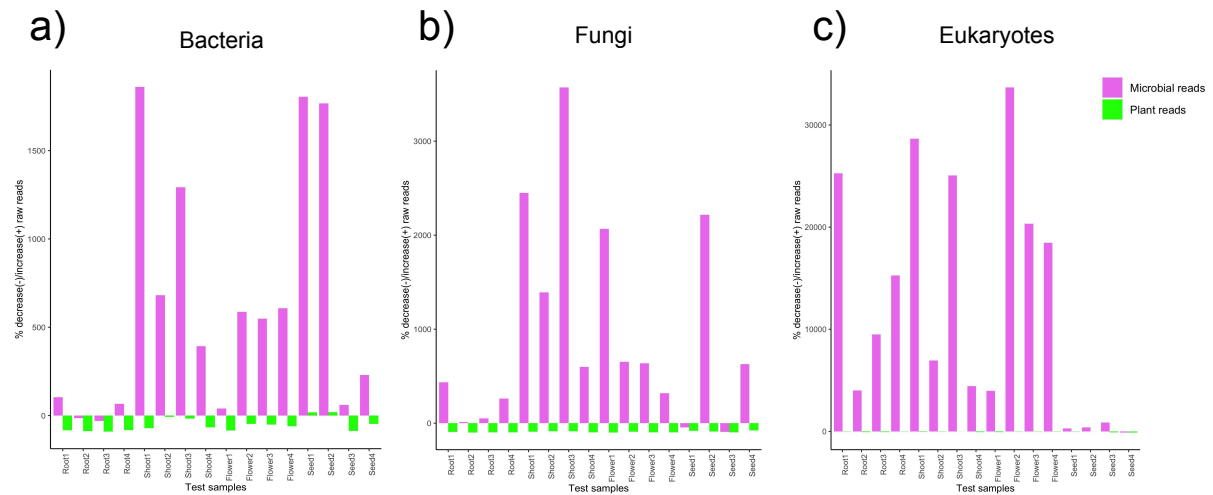 a)
Bacteria
% decrease(-)/increase(+) raw reads
1500
1000
500
0
Root1
Root2
Root3
Root4
Shoot1
Shoot2
Shoot3
Shoot4
Flower1
Flower2
Flower3
Flower4
Seed1
Seed2
Seed3
Seed4
Test samples
b)
Fungi
% decrease(-)/increase(+) raw reads
3000
2000
1000
0
Root1
Root2
Root3
Root4
Shoot1
Shoot2
Shoot3
Shoot4
Flower1
Flower2
Flower3
Flower4
Seed1
Seed2
Seed3
Seed4
Test samples
c)
Eukaryotes
% decrease(-)/increase(+) raw reads
30000
20000
10000
0
Root1
Root2
Root3
Root4
Shoot1
Shoot2
Shoot3
Shoot4
Flower1
Flower2
Flower3
Flower4
Seed1
Seed2
Seed3
Seed4
Test samples
Microbial reads
Plant reads